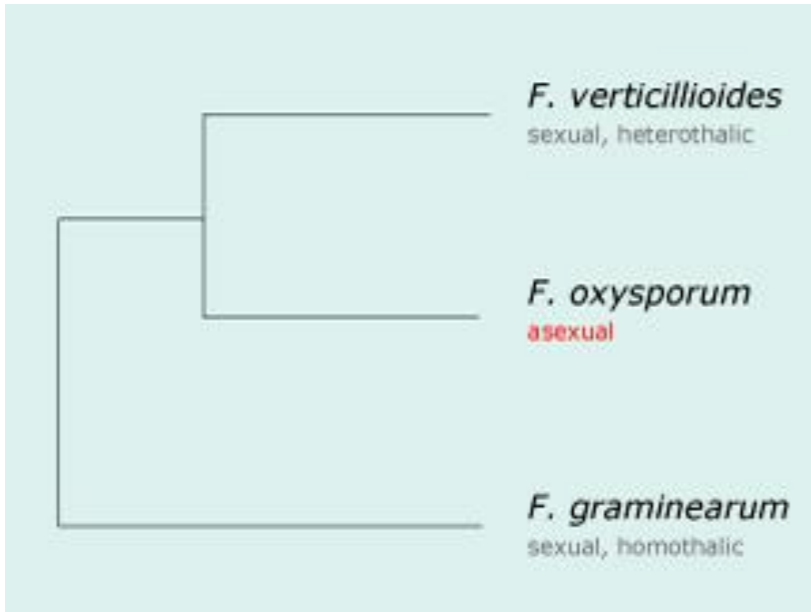 F. verticillioides
sexual, heterothalic
F. oxysporum
asexual
F. graminearum
sexual, homothalic